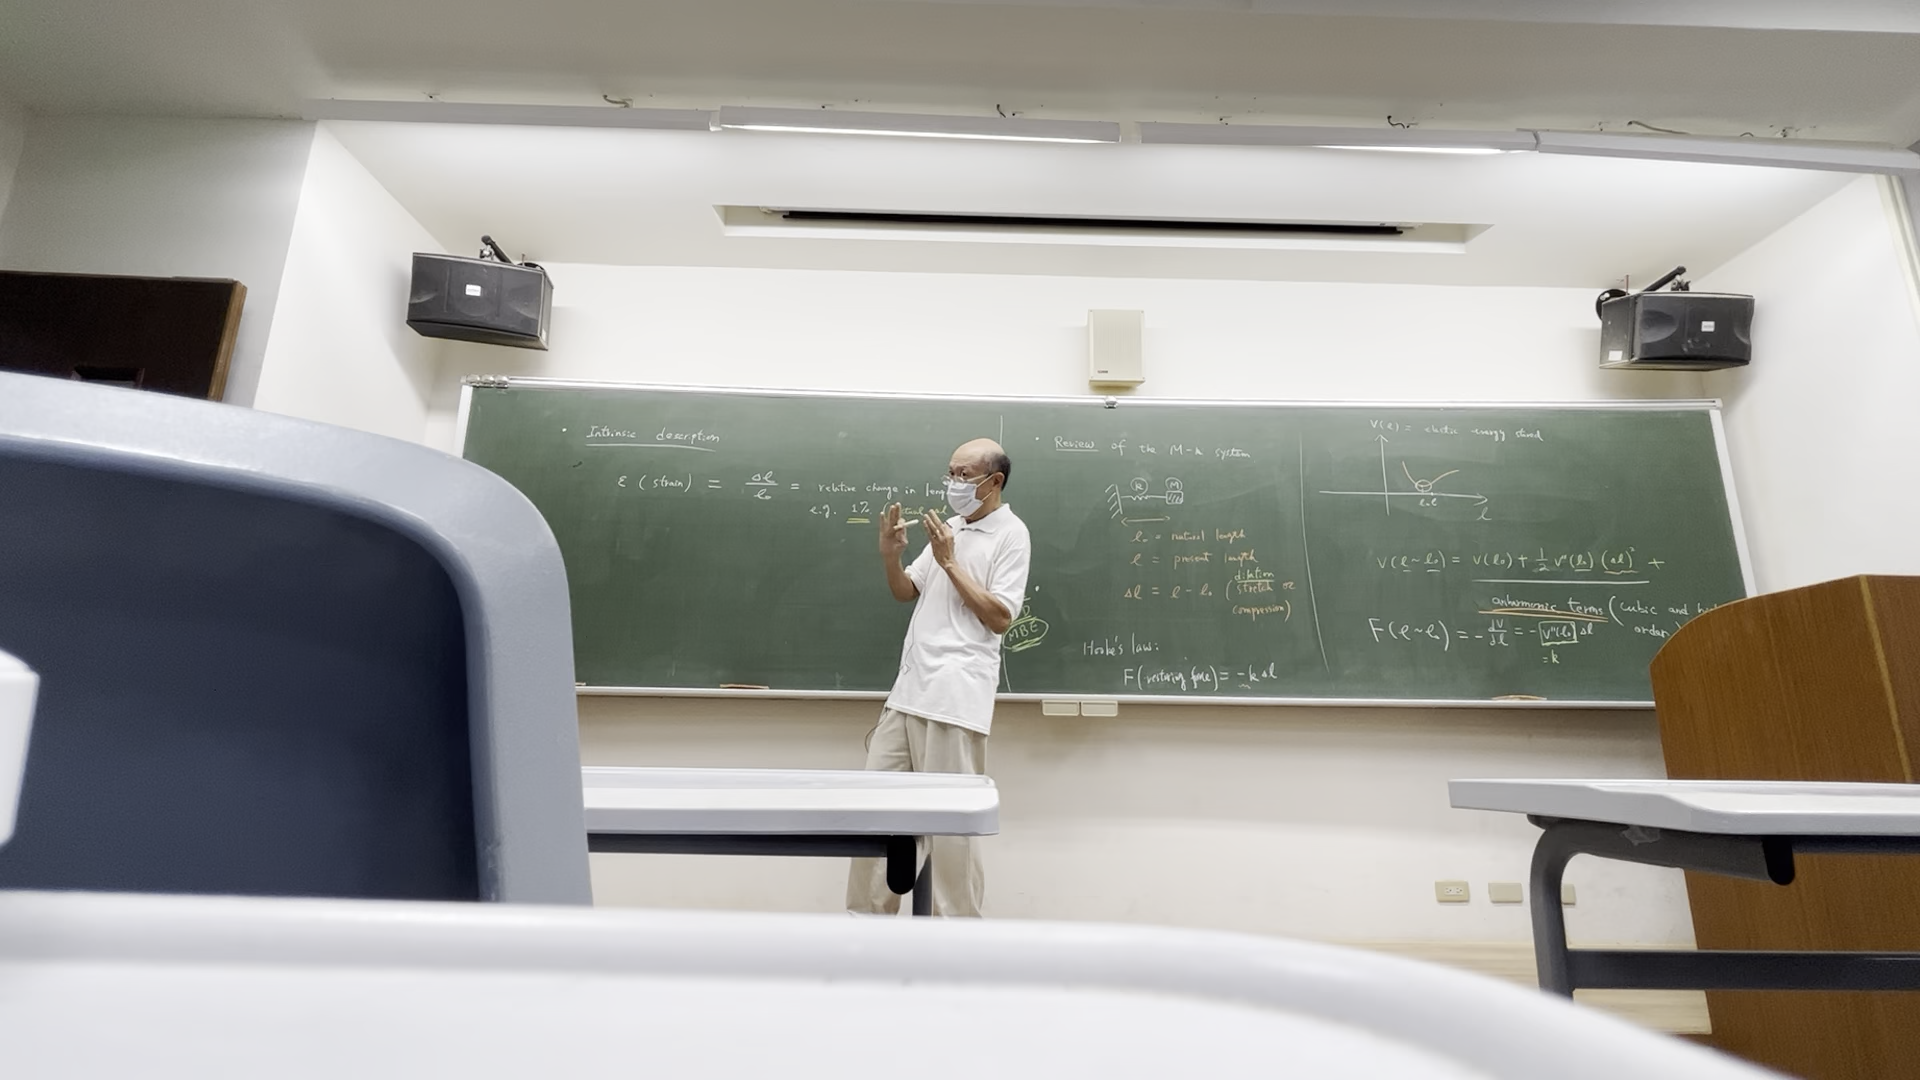 · Intrinsic description
ε (strain) = Δl / l₀ = relative change in leng
e.g. 1%
· Review of the M-k system
k M
l₀ = natural length
l = present length
Δl = l - l₀ (dilation stretch or
compression)
MBE
Hooke's law:
F (restoring force) = -k Δl
V(l) = elastic energy stored
l₀ l
l
V(l ~ l₀) = V(l₀) + 1/2 V''(l₀) (Δl)² +
anharmonic terms (cubic and
order)
F(l ~ l₀) = - dV/dl = - V''(l₀) Δl
= k